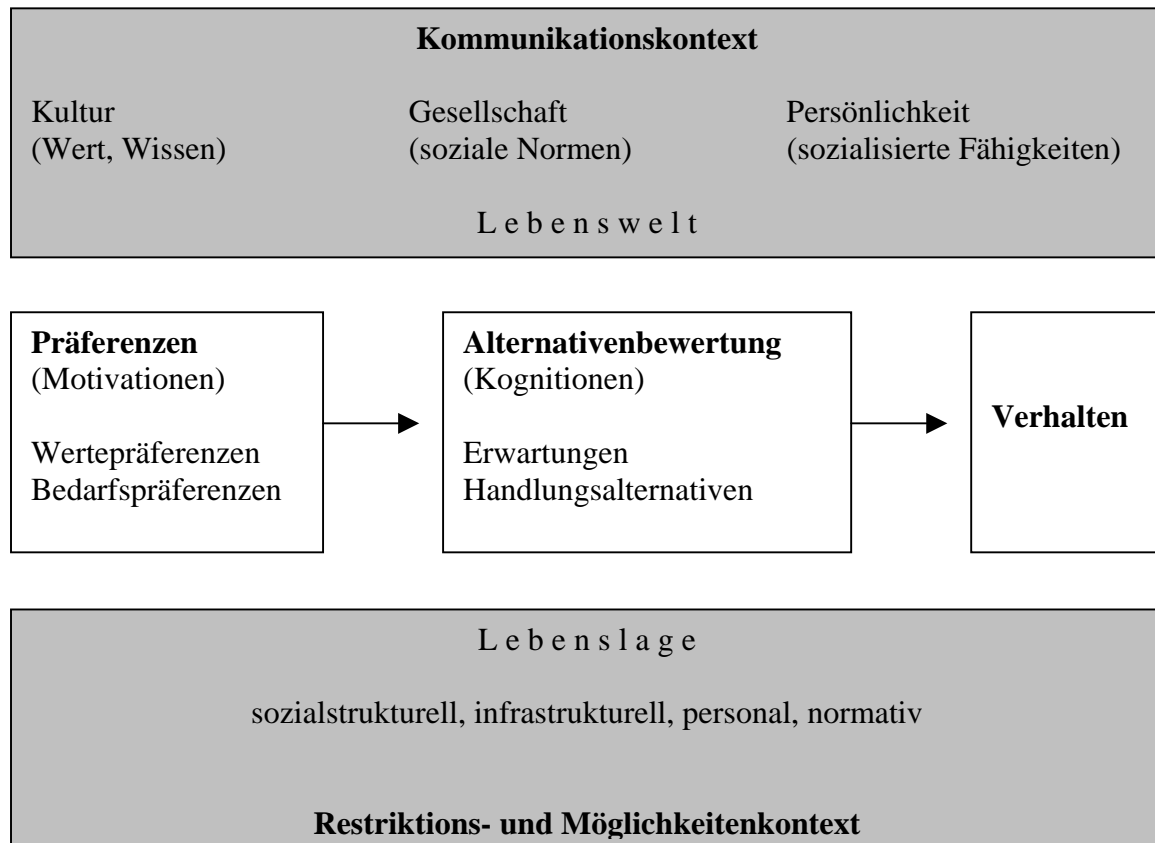 Kommunikationskontext
Kultur
(Wert, Wissen)
Gesellschaft
(soziale Normen)
Persönlichkeit
(sozialisierte Fähigkeiten)
L e b e n s w e l t
Präferenzen
(Motivationen)
Wertepräferenzen
Bedarfspräferenzen
Alternativenbewertung
(Kognitionen)
Erwartungen
Handlungsalternativen
Verhalten
L e b e n s l a g e
sozialstrukturell, infrastrukturell, personal, normativ
Restriktions- und Möglichkeitenkontext